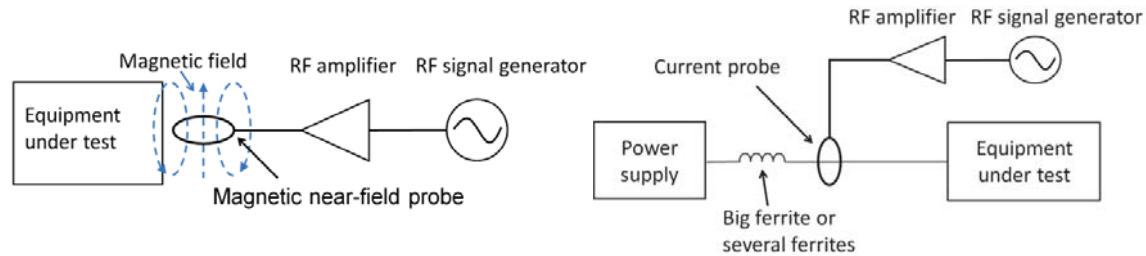 Magnetic field
RF amplifier
RF signal generator
Equipment
under test
Magnetic near-field probe
RF amplifier
RF signal generator
Current probe
Power
supply
Equipment
under test
Big ferrite or
several ferrites